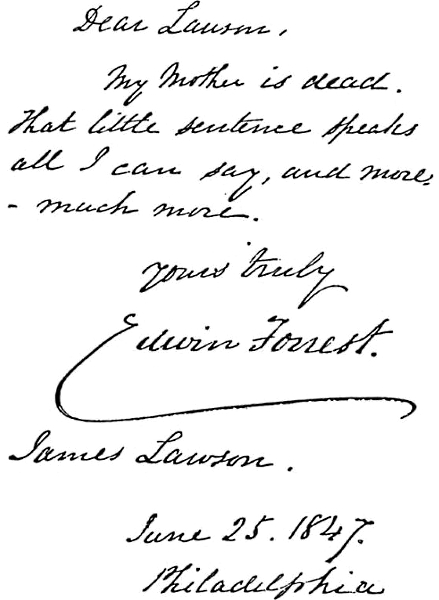 Dear Lawson,
My Mother is dead.
That little sentence speaks
all I can say, and more,
- much more.
yours truly
Edwin Forrest.
James Lawson.
June 25. 1847.
Philadelphia